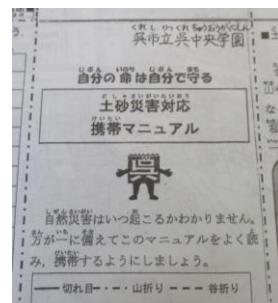 呉市立呉中央学園
自分の命は自分で守る
土砂災害対応
携帯マニュアル
呉
自然災害はいつ起こるかわかりません。
万が一に備えてこのマニュアルをよく読
み，携帯するようにしましょう。
切れ目 山折り 谷折り